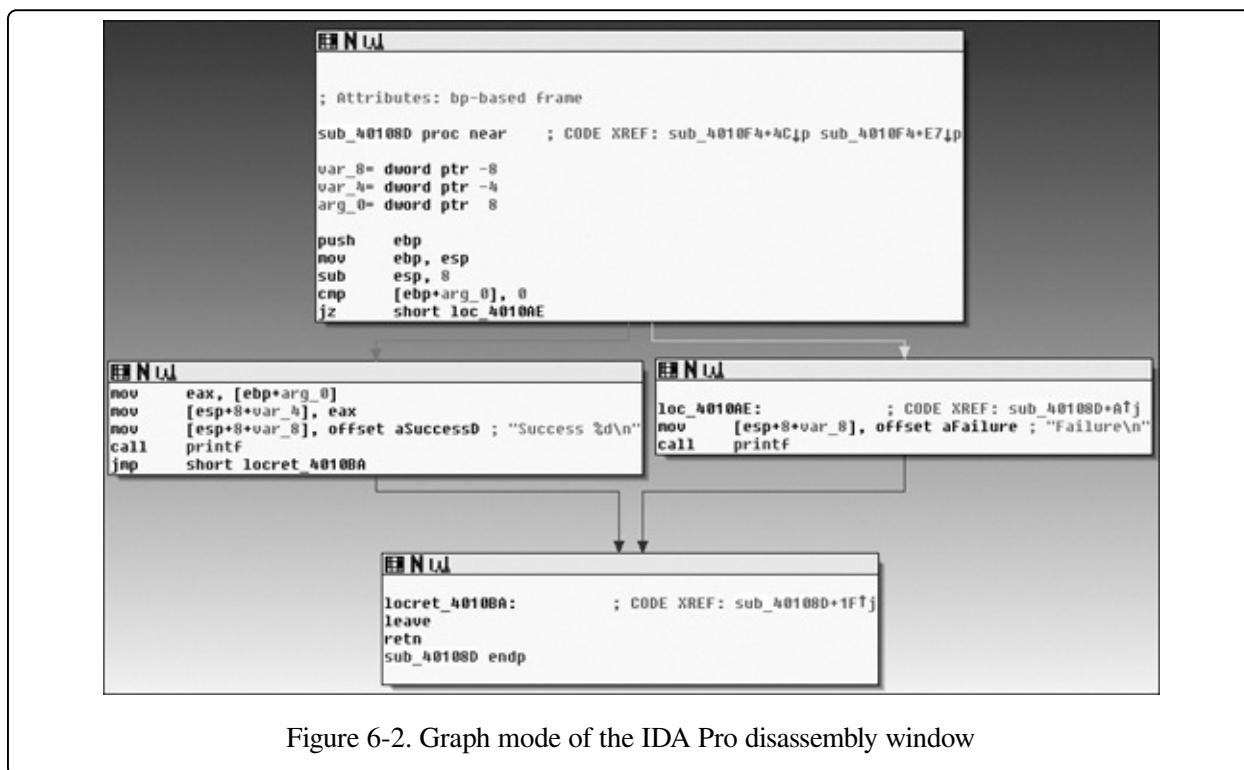 ; Attributes: bp-based frame
sub_40108D proc near ; CODE XREF: sub_4010F4+4C↓p sub_4010F4+E7↓p
var_8= dword ptr -8
var_4= dword ptr -4
arg_0= dword ptr 8
push ebp
mov ebp, esp
sub esp, 8
cmp [ebp+arg_0], 0
jz short loc_4010AE
mov eax, [ebp+arg_0]
mov [esp+8+var_4], eax
mov [esp+8+var_8], offset aSuccessD ; "Success %d\n"
call printf
jmp short locret_4010BA
loc_4010AE: ; CODE XREF: sub_40108D+A↑j
mov [esp+8+var_8], offset aFailure ; "Failure\n"
call printf
locret_4010BA: ; CODE XREF: sub_40108D+1F↑j
leave
retn
sub_40108D endp
Figure 6-2. Graph mode of the IDA Pro disassembly window